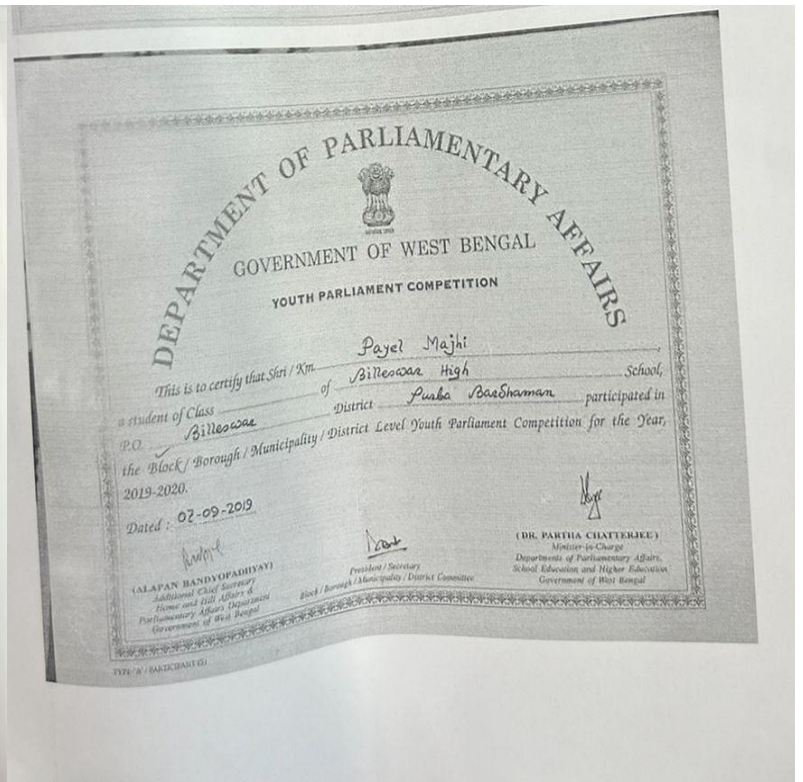 DEPARTMENT OF PARLIAMENTARY AFFAIRS
GOVERNMENT OF WEST BENGAL
YOUTH PARLIAMENT COMPETITION
This is to certify that Shri / Km. Payel Majhi
a student of Class of Billeswar High School,
P.O. Billeswar District Purba Bardhaman participated in
the Block / Borough / Municipality / District Level Youth Parliament Competition for the Year,
2019-2020.
Dated : 02-09-2019
(ALAPAN BANDYOPADHYAY)
Additional Chief Secretary
Home and Hill Affairs &
Parliamentary Affairs Department
Government of West Bengal
President / Secretary
Block / Borough / Municipality / District Committee
(DR. PARTHA CHATTERJEE)
Minister-in-Charge
Departments of Parliamentary Affairs,
School Education and Higher Education
Government of West Bengal
TYPE-'B' / PARTICIPANT (S)